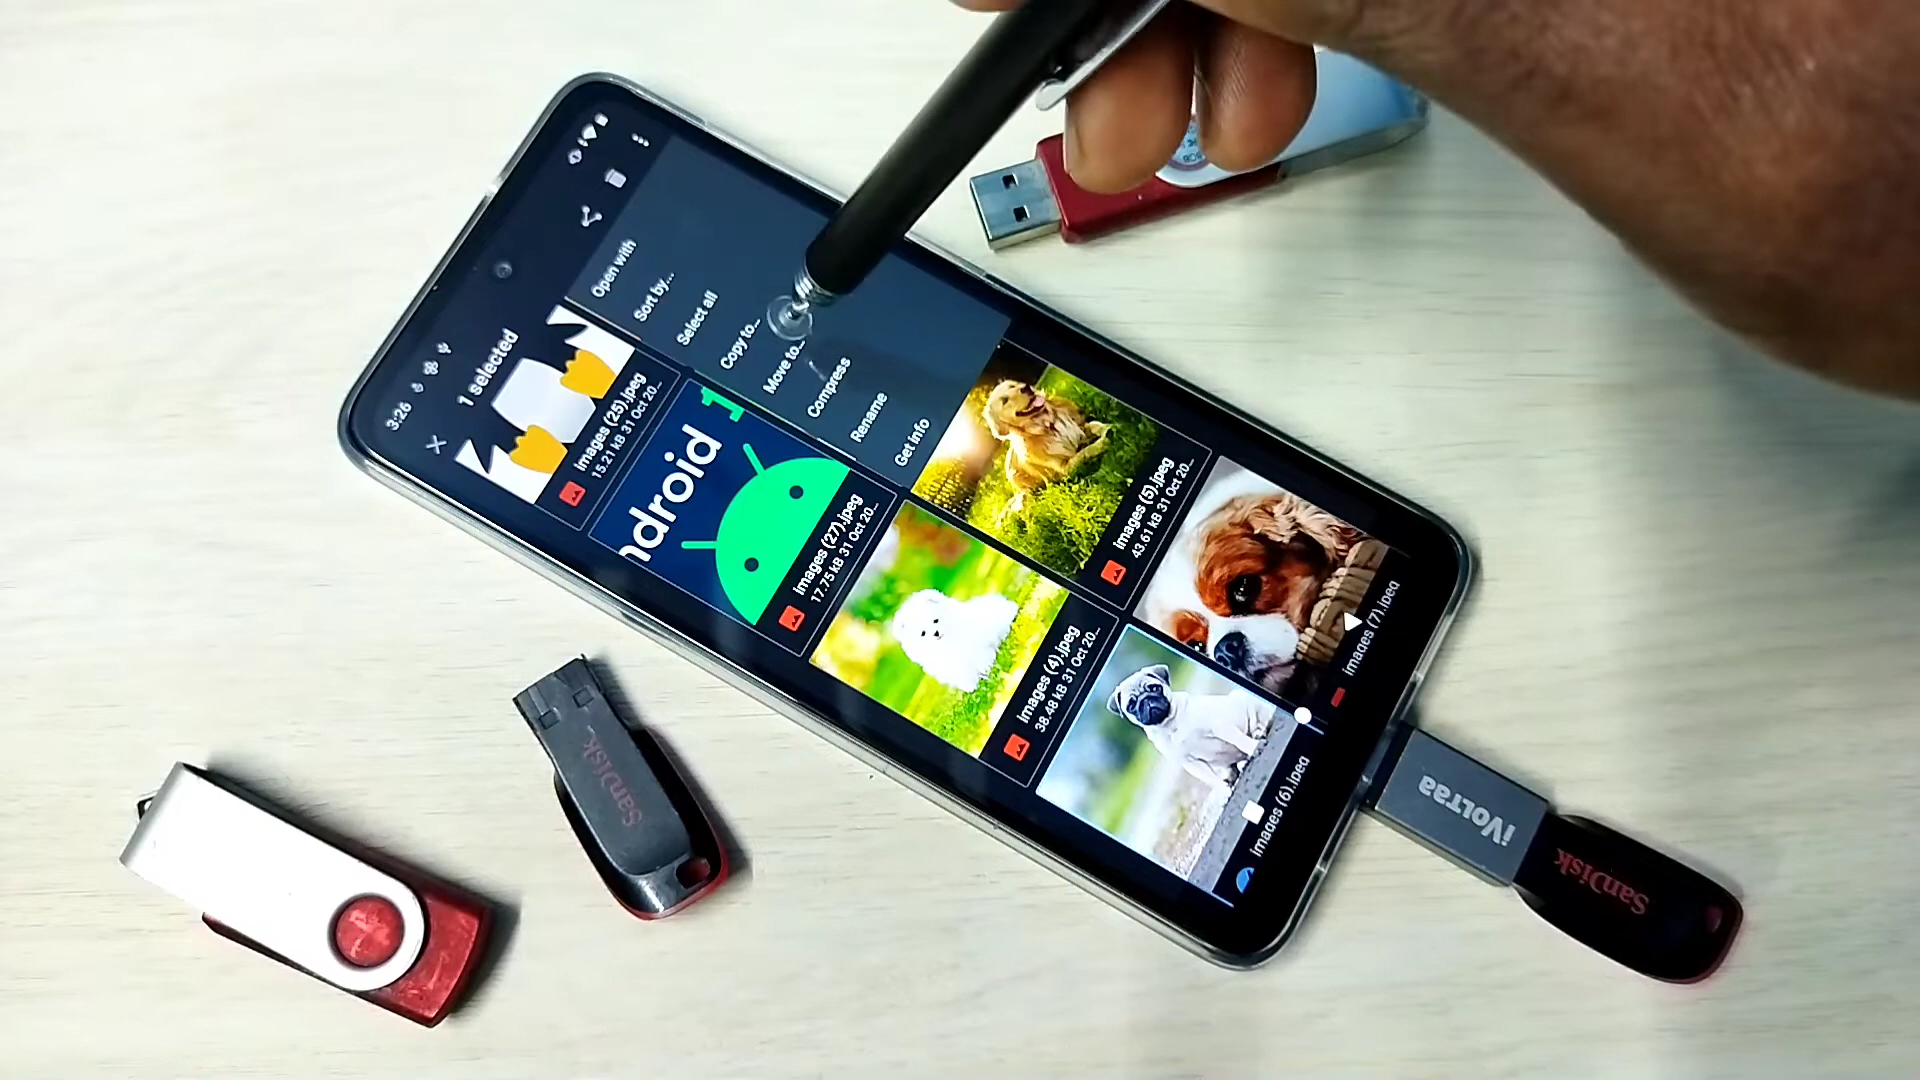 3:26
1 selected
Open with
Sort by...
Select all
Copy to...
Move to...
Compress
Rename
Get info
images (25).jpeg
15.21 kB 31 Oct 20...
ndroid 1
images (27).jpeg
17.75 kB 31 Oct 20...
images (5).jpeg
43.61 kB 31 Oct 20...
images (4).jpeg
38.48 kB 31 Oct 20...
images (7).jpeg
images (6).jpeg
SanDisk
iVoltaa
SanDisk